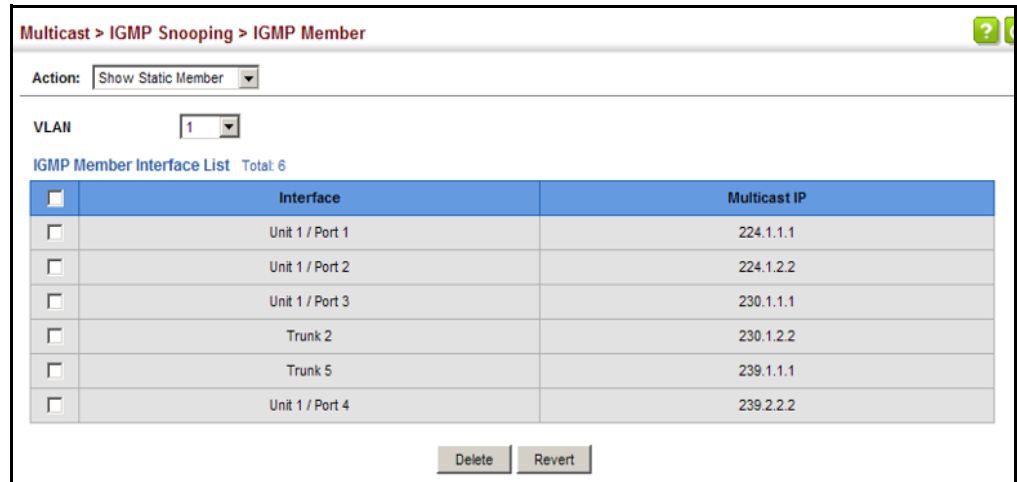 Multicast > IGMP Snooping > IGMP Member
?
Action: Show Static Member
VLAN 1
IGMP Member Interface List Total: 6
Interface Multicast IP
Unit 1 / Port 1 224.1.1.1
Unit 1 / Port 2 224.1.2.2
Unit 1 / Port 3 230.1.1.1
Trunk 2 230.1.2.2
Trunk 5 239.1.1.1
Unit 1 / Port 4 239.2.2.2
Delete Revert